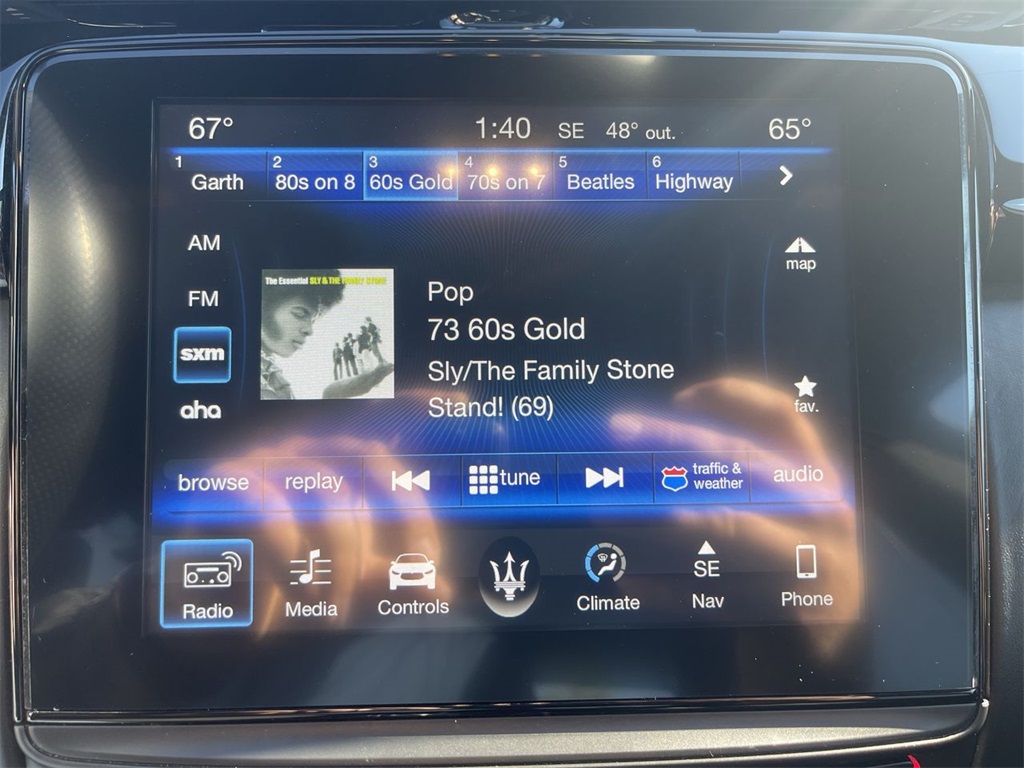 67° 1:40 SE 48° out. 65°
1 Garth 2 80s on 8 3 60s Gold 4 70s on 7 5 Beatles 6 Highway
AM
map
FM
The Essential SLY & THE FAMILY STONE
Pop
73 60s Gold
sxm
Sly/The Family Stone
aha
Stand! (69)
fav.
browse replay tune traffic & weather audio
Radio Media Controls Climate SE Nav Phone